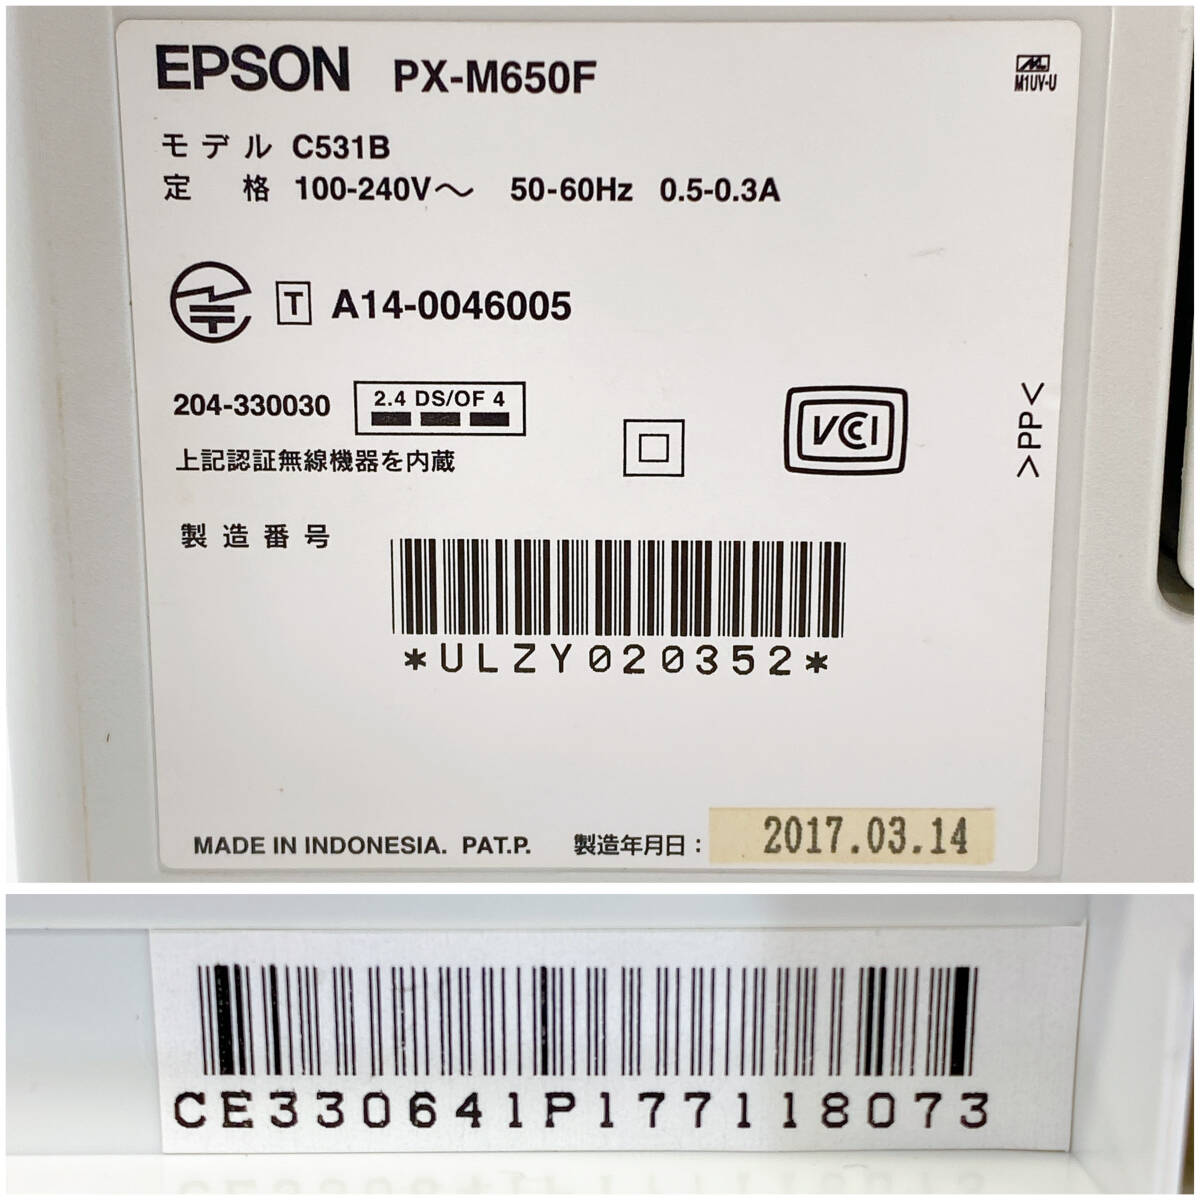 EPSON PX-M650F
M1UV-U
モデル C531B
定 格 100-240V～ 50-60Hz 0.5-0.3A
T A14-0046005
204-330030 2.4 DS/OF 4
上記認証無線機器を内蔵
VCCI
>PP<
製造番号
*ULZY020352*
MADE IN INDONESIA. PAT.P. 製造年月日： 2017.03.14
CE330641P177118073